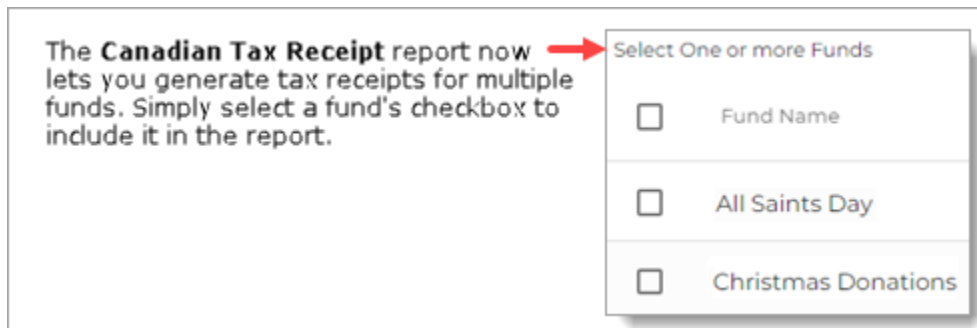 The Canadian Tax Receipt report now
lets you generate tax receipts for multiple
funds. Simply select a fund's checkbox to
include it in the report.
Select One or more Funds
Fund Name
All Saints Day
Christmas Donations